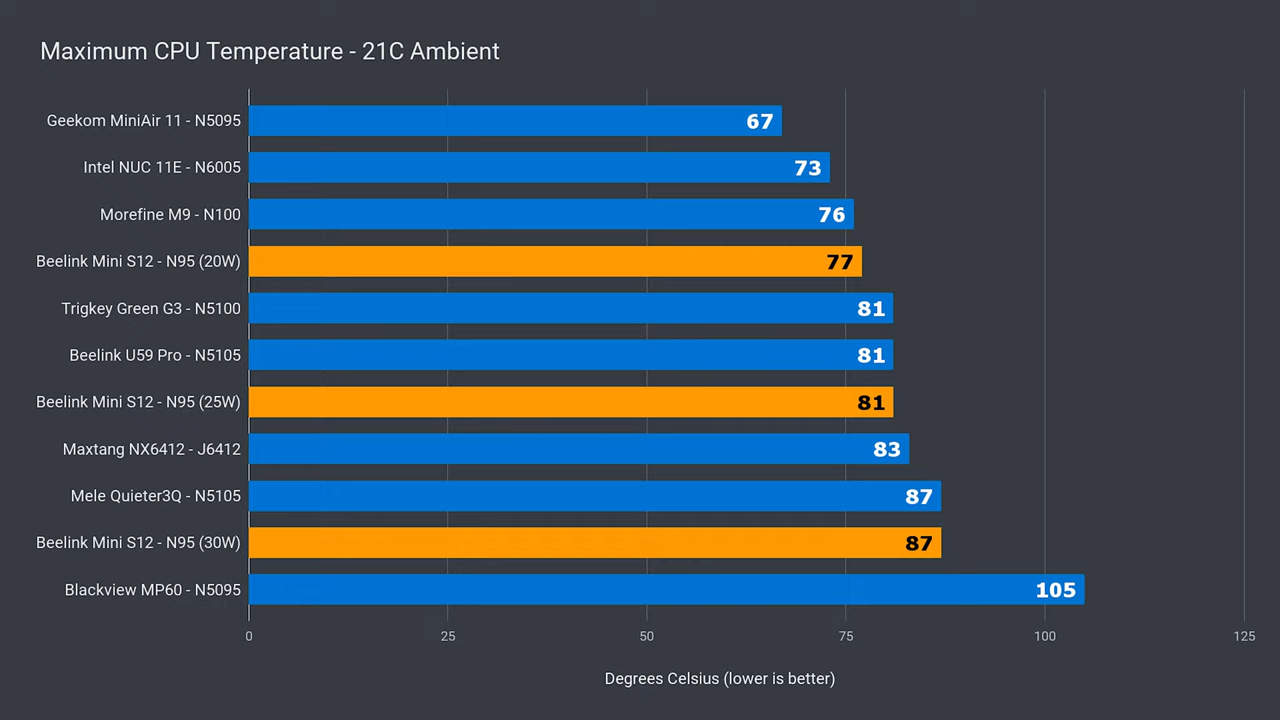 Maximum CPU Temperature - 21C Ambient
Geekom MiniAir 11 - N5095 67
Intel NUC 11E - N6005 73
Morefine M9 - N100 76
Beelink Mini S12 - N95 (20W) 77
Trigkey Green G3 - N5100 81
Beelink U59 Pro - N5105 81
Beelink Mini S12 - N95 (25W) 81
Maxtang NX6412 - J6412 83
Mele Quieter3Q - N5105 87
Beelink Mini S12 - N95 (30W) 87
Blackview MP60 - N5095 105
0 25 50 75 100 125
Degrees Celsius (lower is better)